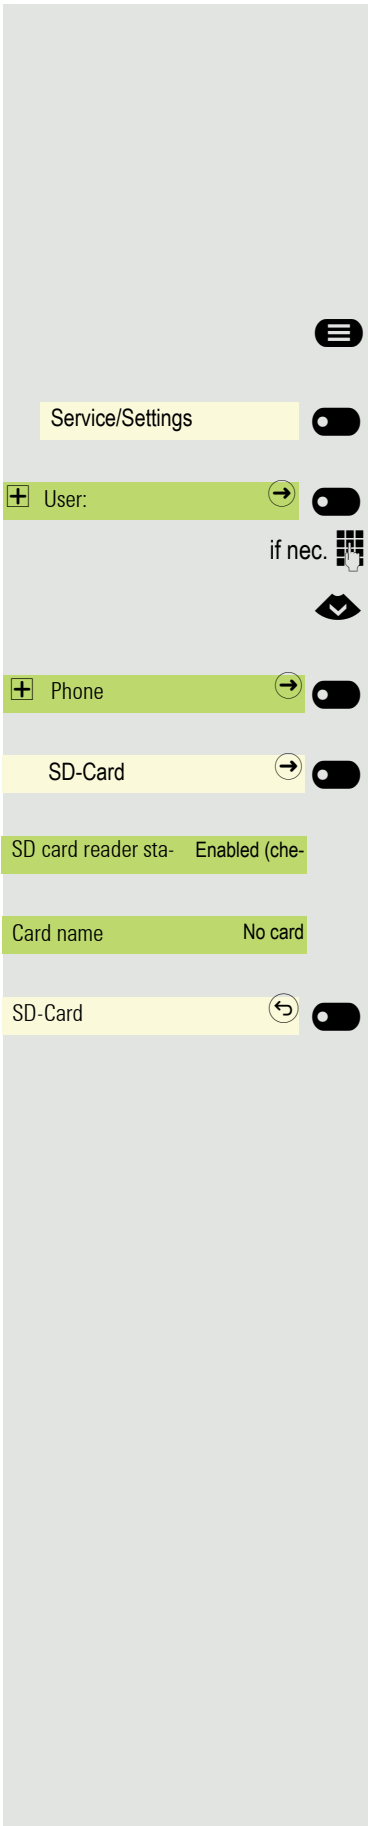 Service/Settings
User:
if nec.
Phone
SD-Card
SD card reader sta- Enabled (che-
Card name No card
SD-Card